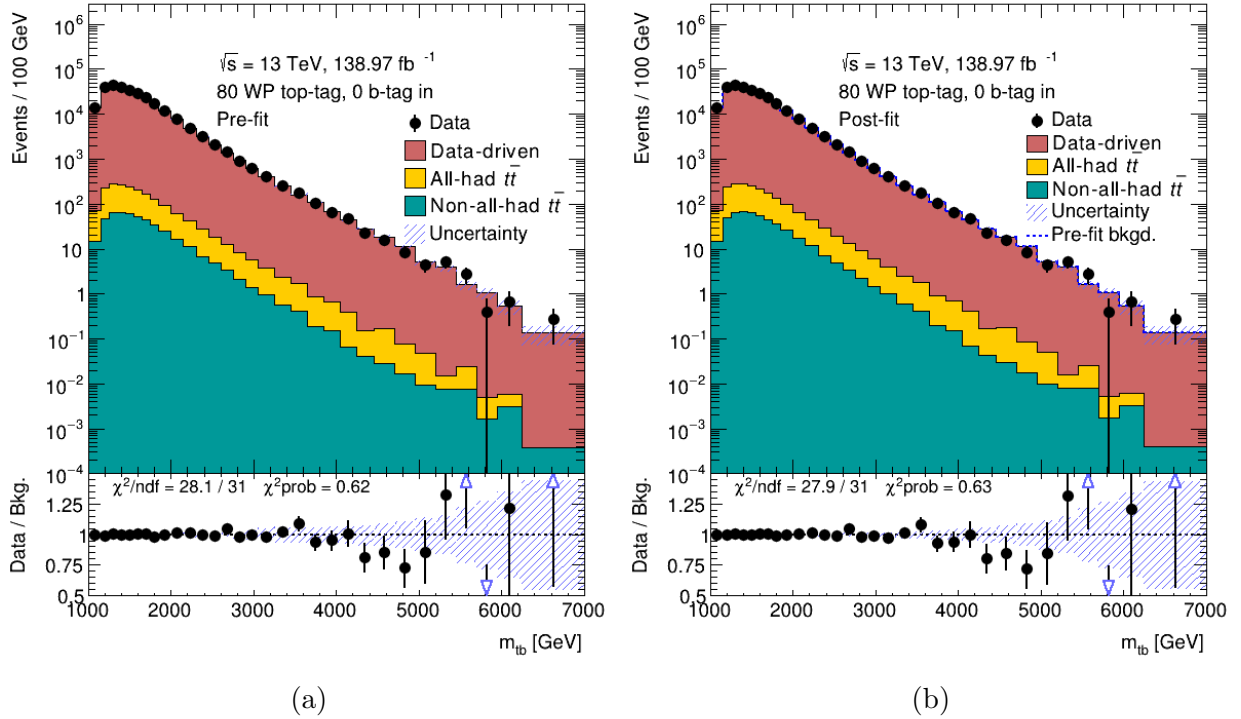 Events / 100 GeV
10⁶
10⁵
10⁴
10³
10²
10
1
10⁻¹
10⁻²
10⁻³
10⁻⁴
√s = 13 TeV, 138.97 fb⁻¹
80 WP top-tag, 0 b-tag in
Pre-fit
Data
Data-driven
All-had tt̄
Non-all-had tt̄
Uncertainty
Data / Bkg.
χ²/ndf = 28.1 / 31 χ²prob = 0.62
1.25
1
0.75
0.5
1000 2000 3000 4000 5000 6000 7000
m_tb [GeV]
(a)
Events / 100 GeV
10⁶
10⁵
10⁴
10³
10²
10
1
10⁻¹
10⁻²
10⁻³
10⁻⁴
√s = 13 TeV, 138.97 fb⁻¹
80 WP top-tag, 0 b-tag in
Post-fit
Data
Data-driven
All-had tt̄
Non-all-had tt̄
Uncertainty
Pre-fit bkgd.
Data / Bkg.
χ²/ndf = 27.9 / 31 χ²prob = 0.63
1.25
1
0.75
0.5
1000 2000 3000 4000 5000 6000 7000
m_tb [GeV]
(b)